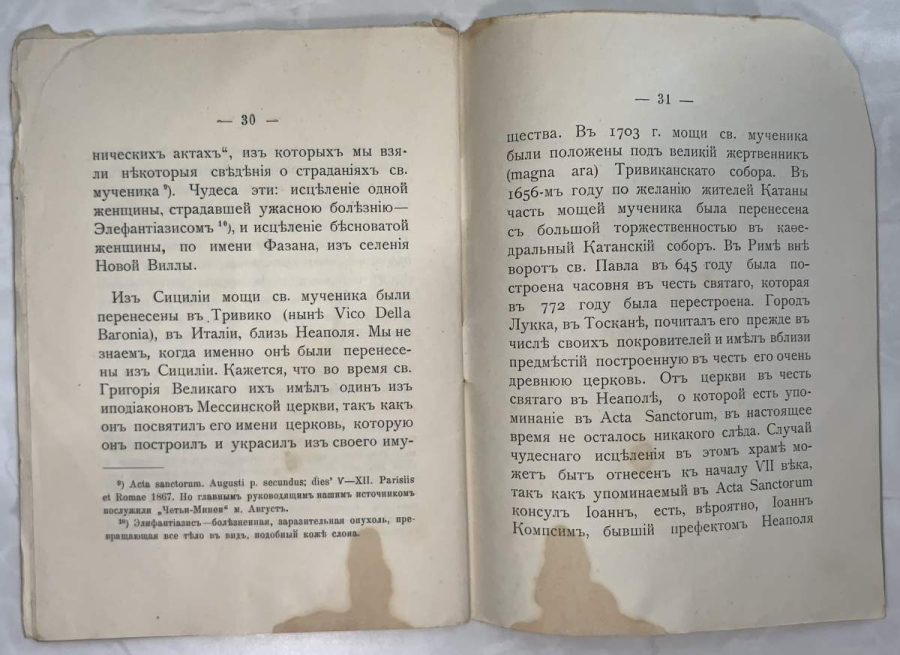 — 30 —
ническихъ актахъ“, изъ которыхъ мы взя-
ли нѣкоторыя свѣдѣнія о страданіяхъ св.
мученика ⁹). Чудеса эти: исцѣленіе одной
женщины, страдавшей ужасною болѣзнію—
Элефантіазисомъ ¹⁰), и исцѣленіе бѣсноватой
женщины, по имени Фазана, изъ селенія
Новой Виллы.
Изъ Сициліи мощи св. мученика были
перенесены въ Тривико (нынѣ Vico Della
Baronia), въ Италіи, близь Неаполя. Мы не
знаемъ, когда именно онѣ были перенесе-
ны изъ Сициліи. Кажется, что во время св.
Григорія Великаго ихъ имѣлъ одинъ изъ
иподіаконовъ Мессинской церкви, такъ какъ
онъ посвятилъ его имени церковь, которую
онъ построилъ и украсилъ изъ своего иму-
⁹) Acta sanctorum. Augusti p. secundus; dies’ V—XII. Parisiis
et Romae 1867. Но главнымъ руководящимъ нашимъ источникомъ
послужили „Четьи-Минеи“ м. Августъ.
¹⁰) Элифантіазисъ—болѣзненная, заразительная опухоль, пре-
вращающая все тѣло въ видъ, подобный кожѣ слона.
— 31 —
щества. Въ 1703 г. мощи св. мученика
были положены подъ великій жертвенникъ
(magna ara) Тривиканскаго собора. Въ
1656-мъ году по желанію жителей Катаны
часть мощей мученика была перенесена
съ большой торжественностью въ каѳе-
дральный Катанскій соборъ. Въ Римѣ внѣ
воротъ св. Павла въ 645 году была по-
строена часовня въ честь святаго, которая
въ 772 году была перестроена. Городъ
Лукка, въ Тосканѣ, почиталъ его прежде въ
числѣ своихъ покровителей и имѣлъ вблизи
предмѣстій построенную въ честь его очень
древнюю церковь. Отъ церкви въ честь
святаго въ Неаполѣ, о которой есть упо-
минаніе въ Acta Sanctorum, въ настоящее
время не осталось никакого слѣда. Случай
чудеснаго исцѣленія въ этомъ храмѣ мо-
жетъ быть отнесенъ къ началу VII вѣка,
такъ какъ упоминаемый въ Acta Sanctorum
консулъ Іоаннъ, есть, вѣроятно, Іоаннъ
Компсимъ, бывшій префектомъ Неаполя